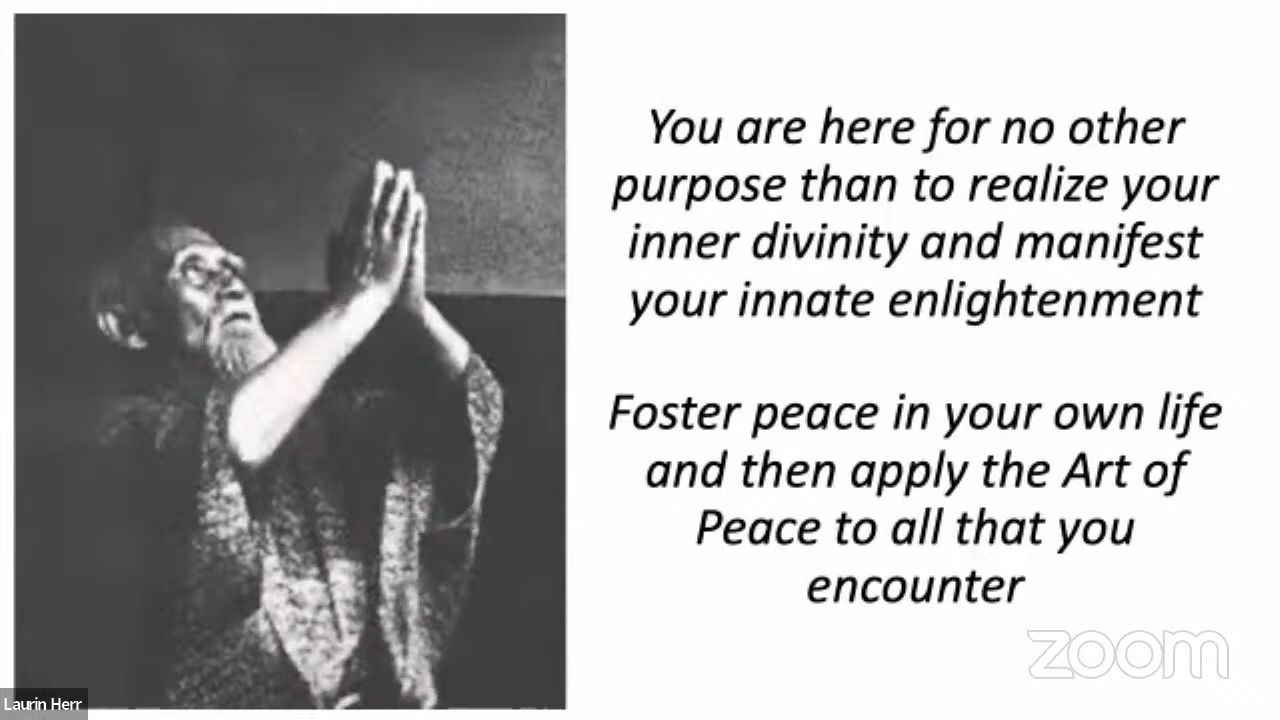 You are here for no other
purpose than to realize your
inner divinity and manifest
your innate enlightenment
Foster peace in your own life
and then apply the Art of
Peace to all that you
encounter
zoom
Laurin Herr